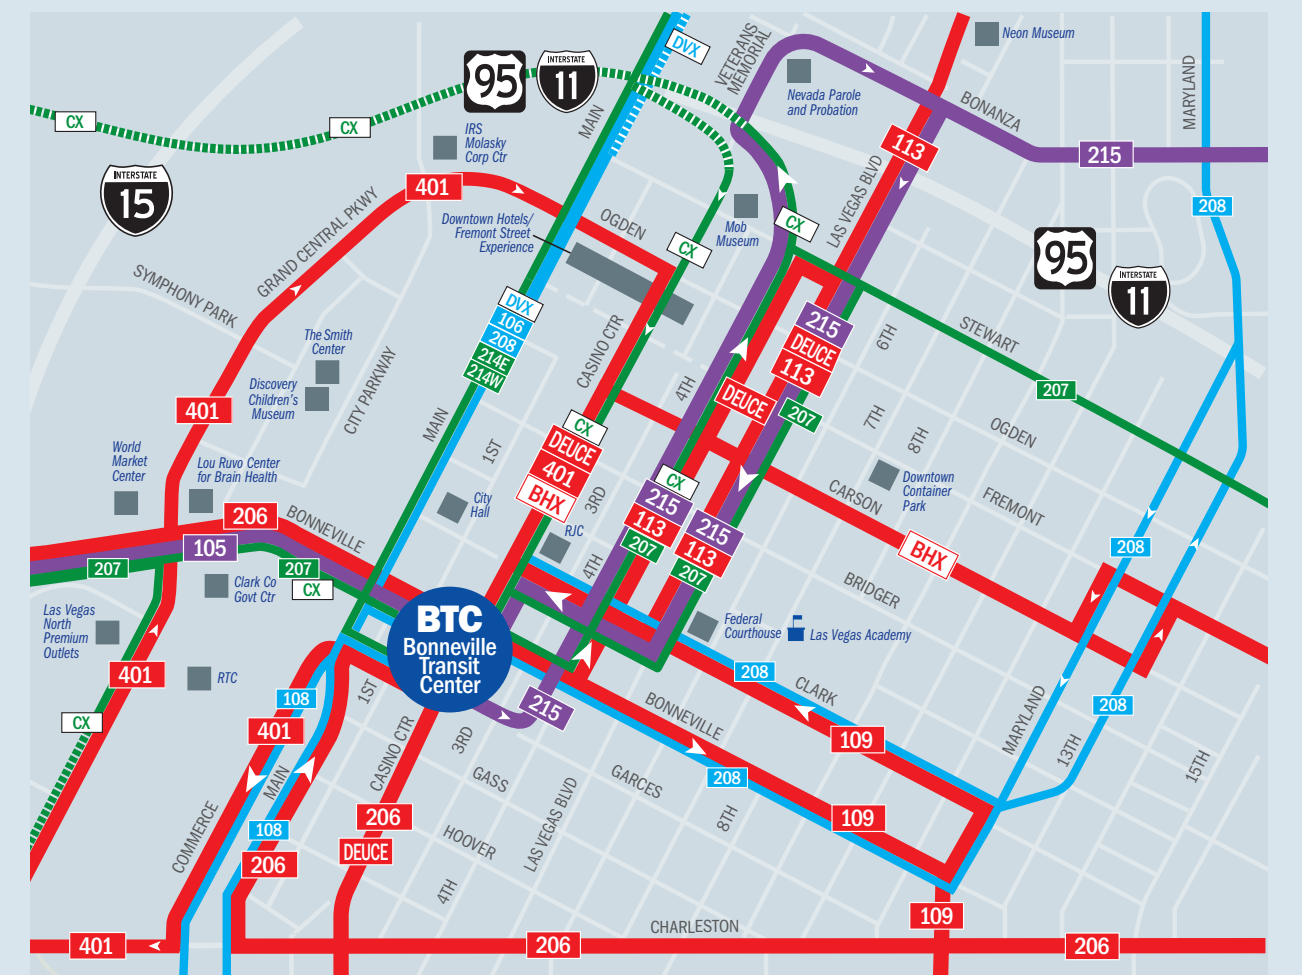 DVX
VETERANS
MEMORIAL
Neon Museum
MARYLAND
95
INTERSTATE
11
MAIN
Nevada Parole
and Probation
BONANZA
CX
CX
IRS
Molasky
Corp Ctr
113
215
INTERSTATE
15
401
LAS VEGAS BLVD
208
GRAND CENTRAL PKWY
Downtown Hotels/
Fremont Street
Experience
OGDEN
Mob
Museum
CX
CX
95
INTERSTATE
11
SYMPHONY PARK
DVX
106
208
214E
214W
215
DEUCE
113
6TH
STEWART
The Smith
Center
CASINO CTR
Discovery
Children's
Museum
CITY PARKWAY
4TH
DEUCE
207
207
401
MAIN
7TH
8TH
OGDEN
CX
DEUCE
401
BHX
1ST
World
Market
Center
Lou Ruvo Center
for Brain Health
City
Hall
3RD
CX
215
113
207
215
113
207
CARSON
Downtown
Container
Park
FREMONT
206
BONNEVILLE
105
RJC
4TH
BHX
208
207
207
CX
Clark Co
Govt Ctr
BRIDGER
Las Vegas
North
Premium
Outlets
BTC
Bonneville
Transit
Center
Federal
Courthouse
Las Vegas Academy
401
RTC
1ST
208
CLARK
CX
108
401
215
BONNEVILLE
MARYLAND
208
3RD
109
13TH
15TH
MAIN
CASINO CTR
GASS
GARCES
208
COMMERCE
108
206
206
DEUCE
HOOVER
LAS VEGAS BLVD
8TH
109
4TH
401
206
CHARLESTON
109
206